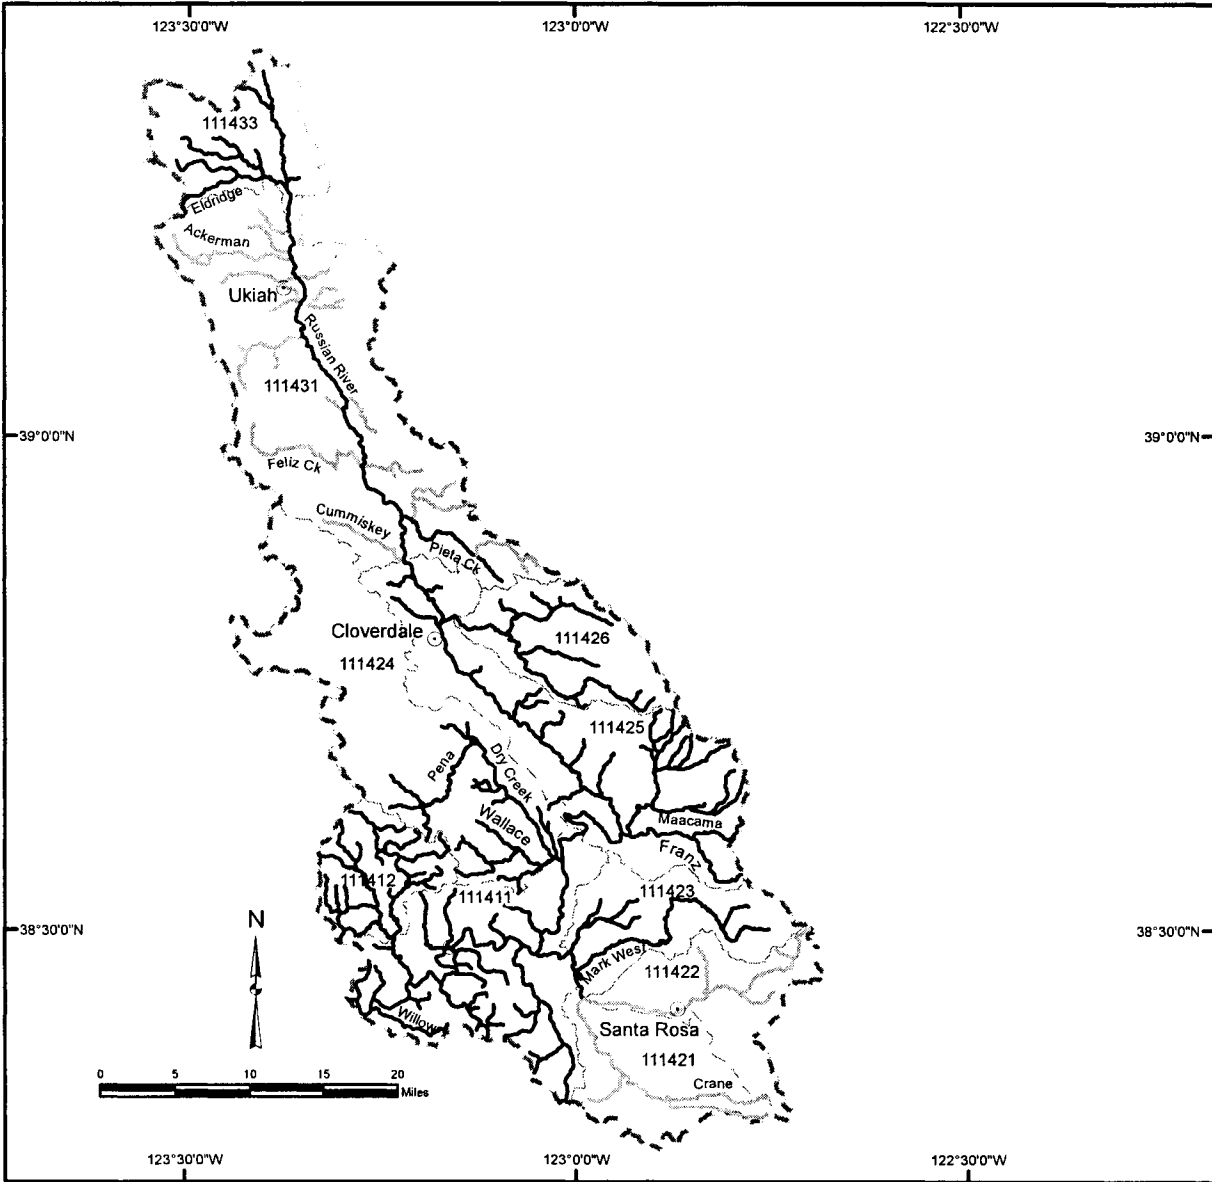 123°30'0"W
123°0'0"W
122°30'0"W
111433
Eldridge
Ackerman
Ukiah
Russian River
111431
39°0'0"N
39°0'0"N
Feliz Ck
Cummiskey
Pieta Ck
Cloverdale
111426
111424
111425
Pena
Dry Creek
Wallace
Maacama
Franz
111412
111411
111423
N
38°30'0"N
38°30'0"N
Mark West
111422
Willow
Santa Rosa
111421
Crane
0 5 10 15 20
Miles
123°30'0"W
123°0'0"W
122°30'0"W